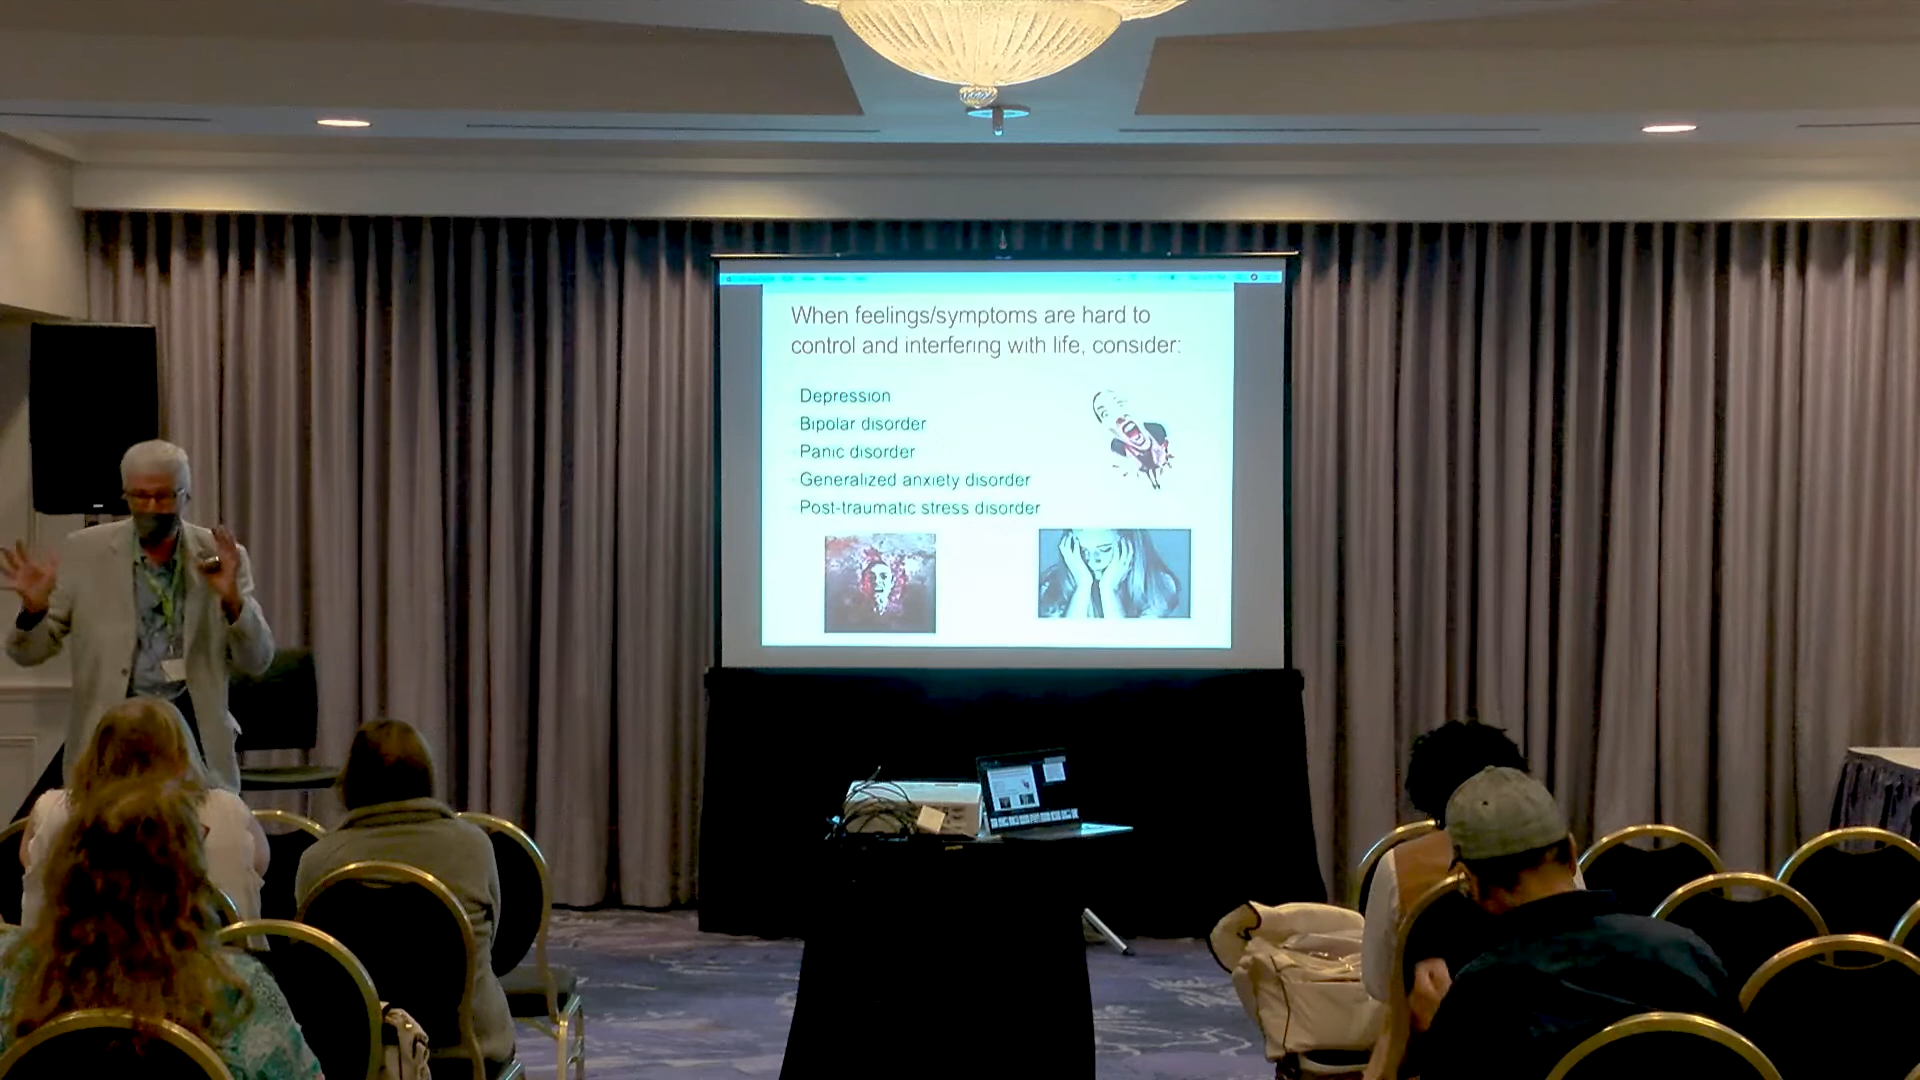 When feelings/symptoms are hard to
control and interfering with life, consider:
Depression
Bipolar disorder
Panic disorder
Generalized anxiety disorder
Post-traumatic stress disorder